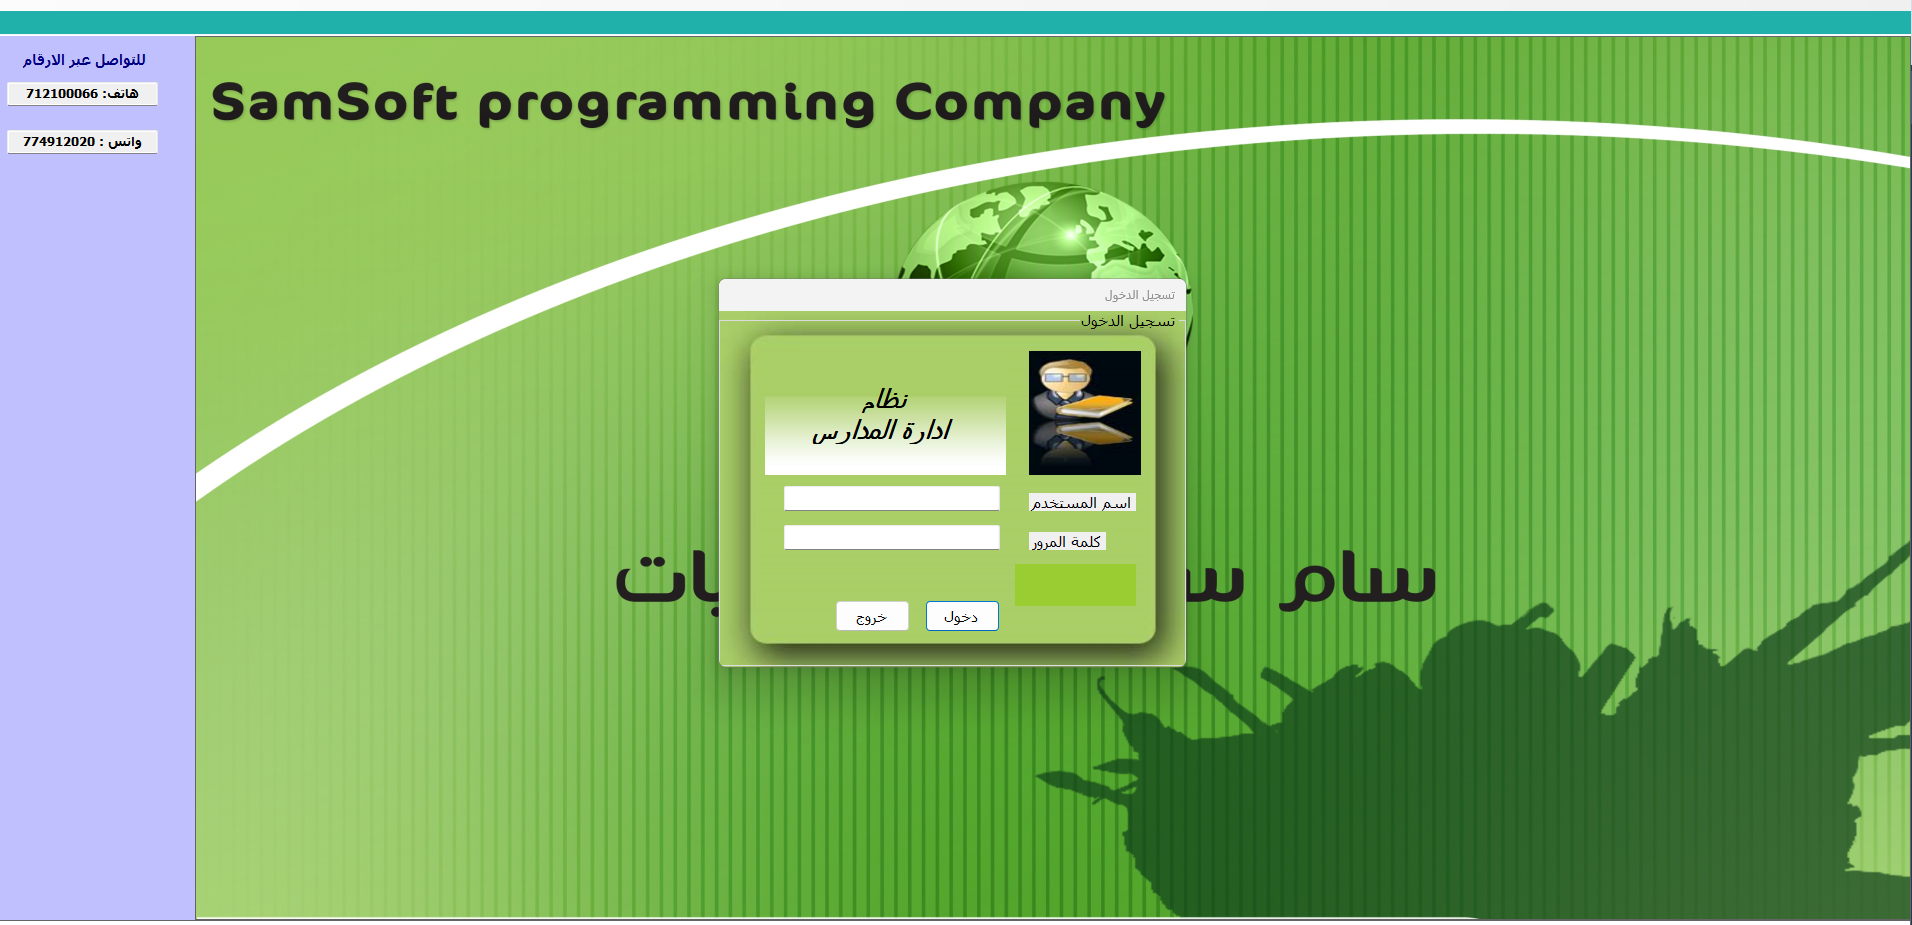 للتواصل عبر الارقام
هاتف: 712100066
واتس : 774912020
SamSoft programming Company
تسجيل الدخول
تسجيل الدخول
نظام
ادارة المدارس
اسم المستخدم
كلمة المرور
دخول
خروج
سام